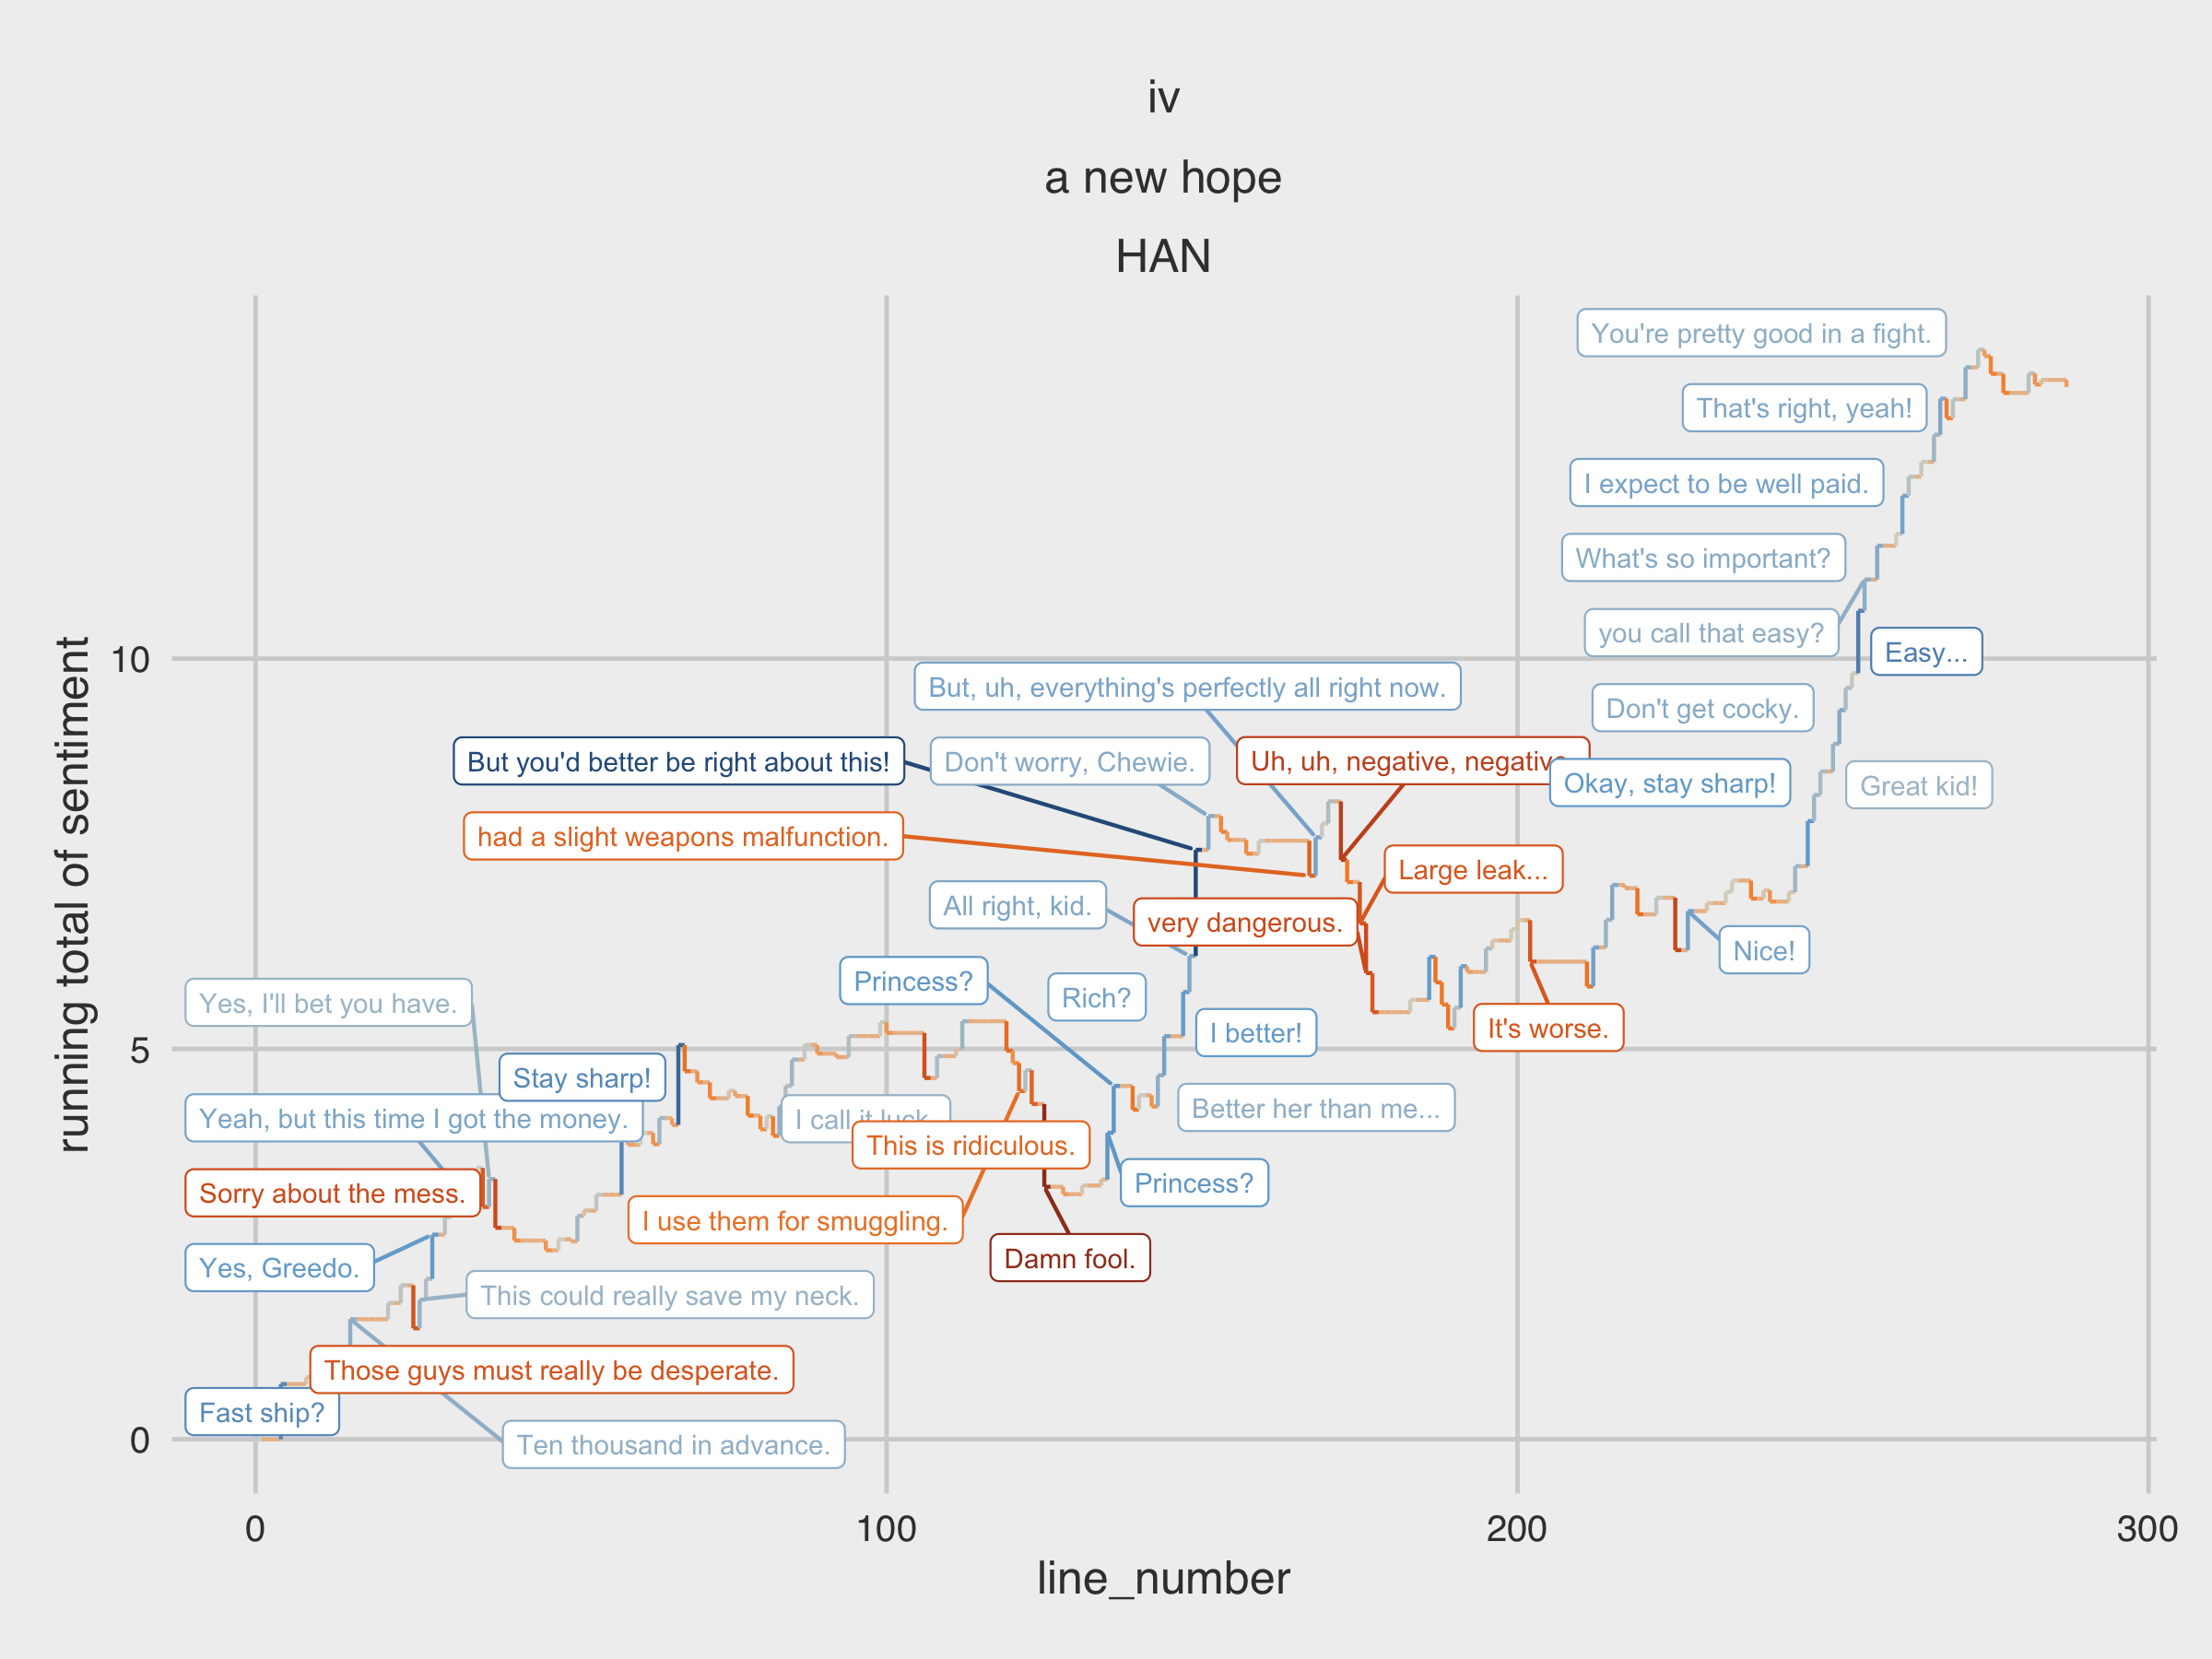 iv
a new hope
HAN
You're pretty good in a fight.
That's right, yeah!
I expect to be well paid.
What's so important?
you call that easy?
Easy...
10
But, uh, everything's perfectly all right now.
Don't get cocky.
But you'd better be right about this!
Don't worry, Chewie.
Uh, uh, negative, negative
Okay, stay sharp!
Great kid!
had a slight weapons malfunction.
Large leak...
All right, kid.
very dangerous.
Nice!
Princess?
Rich?
Yes, I'll bet you have.
I better!
It's worse.
5
Stay sharp!
Yeah, but this time I got the money.
I call it luck
Better her than me...
This is ridiculous.
Sorry about the mess.
Princess?
I use them for smuggling.
Damn fool.
Yes, Greedo.
This could really save my neck.
Those guys must really be desperate.
Fast ship?
0
Ten thousand in advance.
running total of sentiment
0
100
200
300
line_number